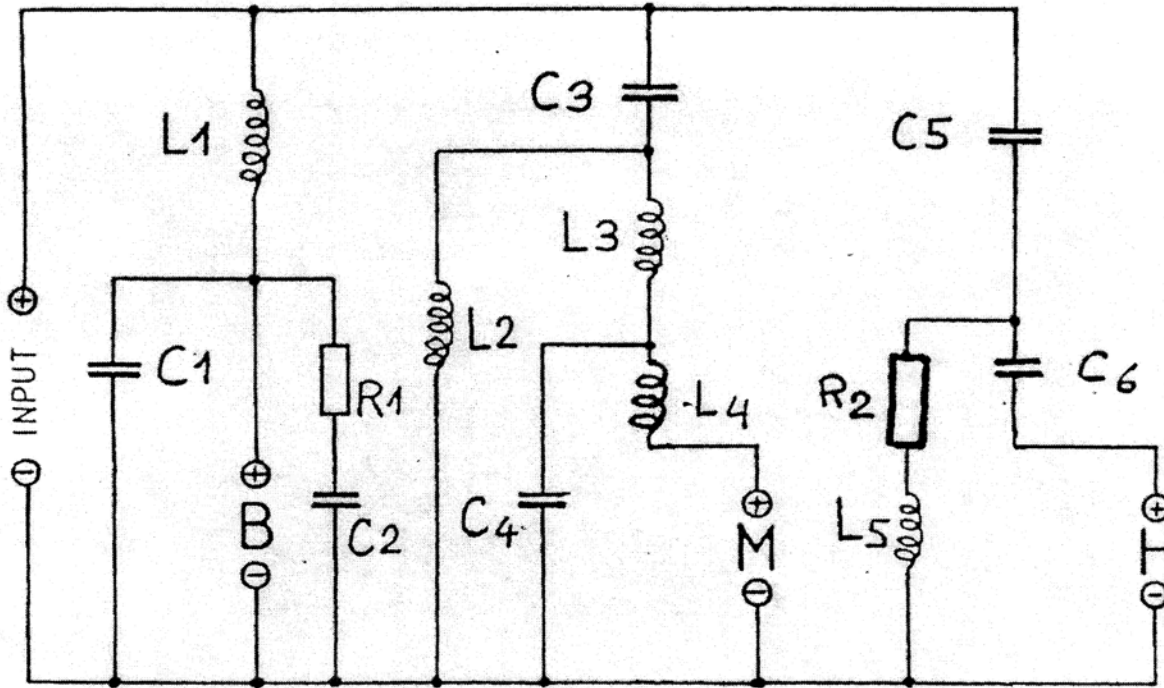 C3
L1
C5
L3
+
L2
INPUT
C1
R1
R2
C6
L4
+
B
C2
C4
+
M
L5
+
T
-
-
-
-